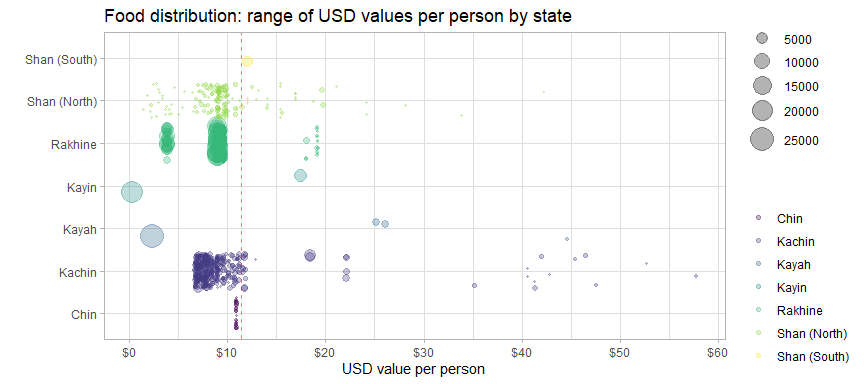 Food distribution: range of USD values per person by state
Shan (South)
Shan (North)
Rakhine
Kayin
Kayah
Kachin
Chin
$0
$10
$20
$30
$40
$50
$60
USD value per person
5000
10000
15000
20000
25000
Chin
Kachin
Kayah
Kayin
Rakhine
Shan (North)
Shan (South)